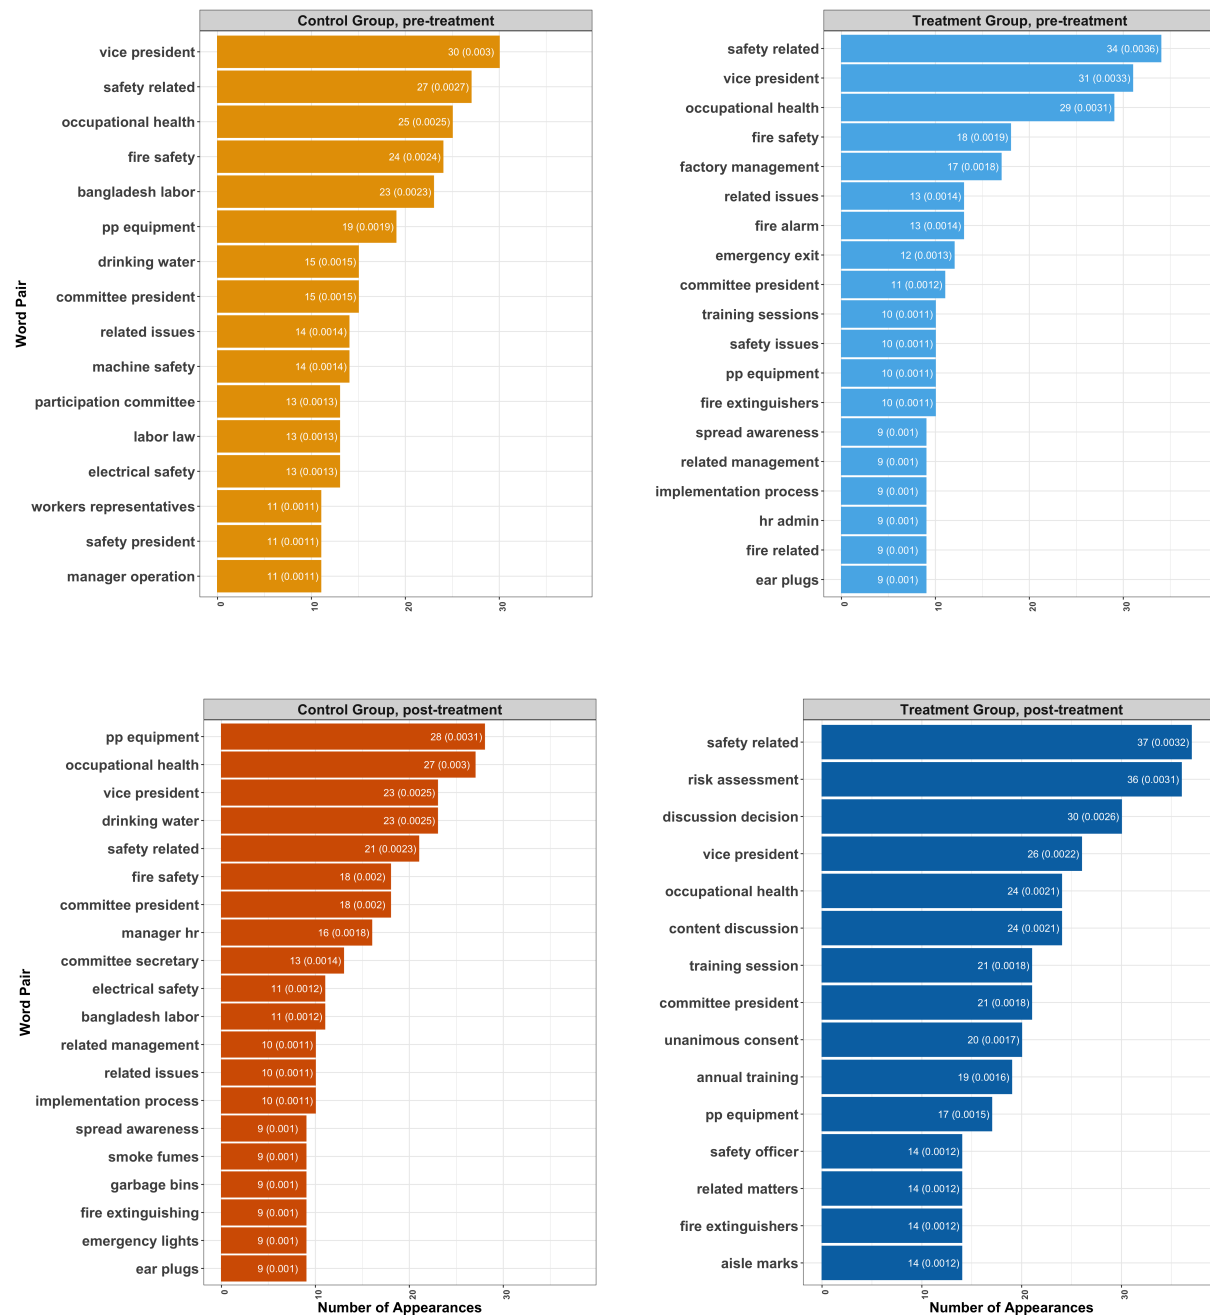 Control Group, pre-treatment
Word Pair
vice president 30 (0.003)
safety related 27 (0.0027)
occupational health 25 (0.0025)
fire safety 24 (0.0024)
bangladesh labor 23 (0.0023)
pp equipment 19 (0.0019)
drinking water 15 (0.0015)
committee president 15 (0.0015)
related issues 14 (0.0014)
machine safety 14 (0.0014)
participation committee 13 (0.0013)
labor law 13 (0.0013)
electrical safety 13 (0.0013)
workers representatives 11 (0.0011)
safety president 11 (0.0011)
manager operation 11 (0.0011)
0 10 20 30
Treatment Group, pre-treatment
safety related 34 (0.0036)
vice president 31 (0.0033)
occupational health 29 (0.0031)
fire safety 18 (0.0019)
factory management 17 (0.0018)
related issues 13 (0.0014)
fire alarm 13 (0.0014)
emergency exit 12 (0.0013)
committee president 11 (0.0012)
training sessions 10 (0.0011)
safety issues 10 (0.0011)
pp equipment 10 (0.0011)
fire extinguishers 10 (0.0011)
spread awareness 9 (0.001)
related management 9 (0.001)
implementation process 9 (0.001)
hr admin 9 (0.001)
fire related 9 (0.001)
ear plugs 9 (0.001)
0 10 20 30
Control Group, post-treatment
Word Pair
pp equipment 28 (0.0031)
occupational health 27 (0.003)
vice president 23 (0.0025)
drinking water 23 (0.0025)
safety related 21 (0.0023)
fire safety 18 (0.002)
committee president 18 (0.002)
manager hr 16 (0.0018)
committee secretary 13 (0.0014)
electrical safety 11 (0.0012)
bangladesh labor 11 (0.0012)
related management 10 (0.0011)
related issues 10 (0.0011)
implementation process 10 (0.0011)
spread awareness 9 (0.001)
smoke fumes 9 (0.001)
garbage bins 9 (0.001)
fire extinguishing 9 (0.001)
emergency lights 9 (0.001)
ear plugs 9 (0.001)
0 10 20 30
Number of Appearances
Treatment Group, post-treatment
safety related 37 (0.0032)
risk assessment 36 (0.0031)
discussion decision 30 (0.0026)
vice president 26 (0.0022)
occupational health 24 (0.0021)
content discussion 24 (0.0021)
training session 21 (0.0018)
committee president 21 (0.0018)
unanimous consent 20 (0.0017)
annual training 19 (0.0016)
pp equipment 17 (0.0015)
safety officer 14 (0.0012)
related matters 14 (0.0012)
fire extinguishers 14 (0.0012)
aisle marks 14 (0.0012)
0 10 20 30
Number of Appearances